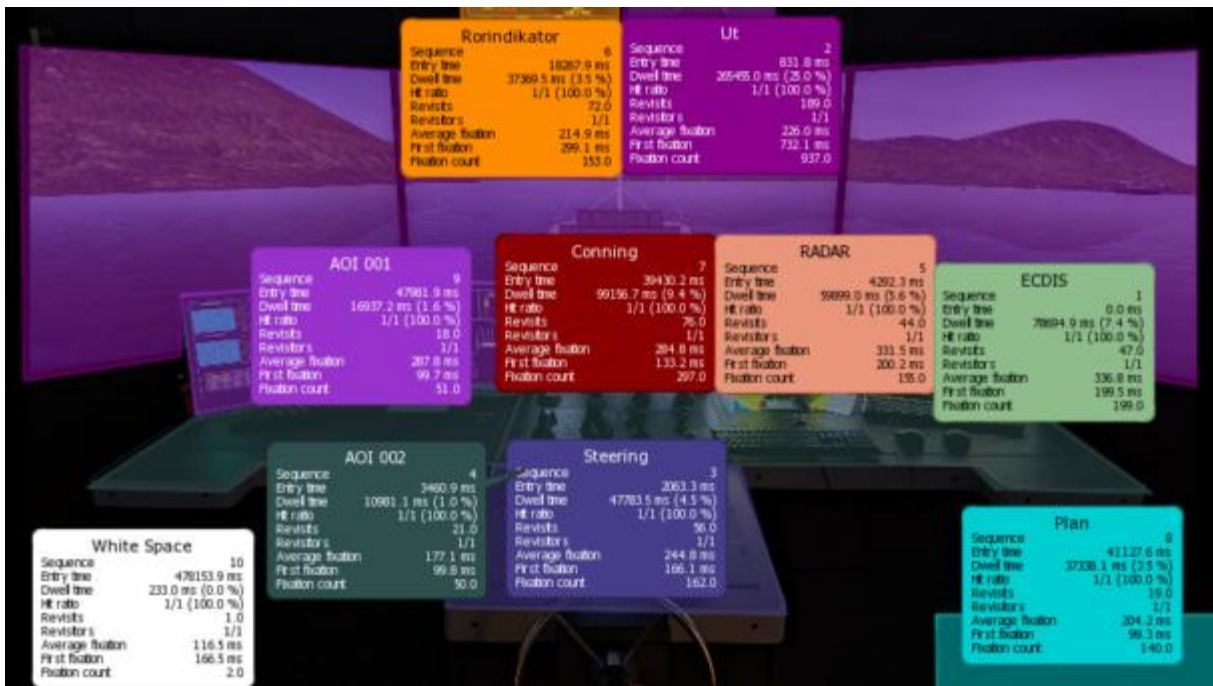 Rorindikator
Sequence 6
Entry time 18267.9 ms
Dwell time 37369.5 ms (3.5 %)
Hit ratio 1/1 (100.0 %)
Revisits 72.0
Revisitors 1/1
Average fixation 214.9 ms
First fixation 299.1 ms
Fixation count 153.0
Ut
Sequence 2
Entry time 831.8 ms
Dwell time 265455.0 ms (25.0 %)
Hit ratio 1/1 (100.0 %)
Revisits 189.0
Revisitors 1/1
Average fixation 226.0 ms
First fixation 732.1 ms
Fixation count 937.0
AOI 001
Sequence 9
Entry time 47981.9 ms
Dwell time 16937.2 ms (1.6 %)
Hit ratio 1/1 (100.0 %)
Revisits 18.0
Revisitors 1/1
Average fixation 287.8 ms
First fixation 99.7 ms
Fixation count 51.0
Conning
Sequence 7
Entry time 39430.2 ms
Dwell time 99156.7 ms (9.4 %)
Hit ratio 1/1 (100.0 %)
Revisits 76.0
Revisitors 1/1
Average fixation 284.8 ms
First fixation 133.2 ms
Fixation count 297.0
RADAR
Sequence 5
Entry time 4292.3 ms
Dwell time 59899.0 ms (5.6 %)
Hit ratio 1/1 (100.0 %)
Revisits 44.0
Revisitors 1/1
Average fixation 331.5 ms
First fixation 200.2 ms
Fixation count 155.0
ECDIS
Sequence 1
Entry time 0.0 ms
Dwell time 78694.9 ms (7.4 %)
Hit ratio 1/1 (100.0 %)
Revisits 47.0
Revisitors 1/1
Average fixation 336.8 ms
First fixation 199.5 ms
Fixation count 199.0
AOI 002
Sequence 4
Entry time 3460.9 ms
Dwell time 10981.1 ms (1.0 %)
Hit ratio 1/1 (100.0 %)
Revisits 21.0
Revisitors 1/1
Average fixation 177.1 ms
First fixation 99.8 ms
Fixation count 50.0
Steering
Sequence 3
Entry time 2063.3 ms
Dwell time 47783.5 ms (4.5 %)
Hit ratio 1/1 (100.0 %)
Revisits 56.0
Revisitors 1/1
Average fixation 244.8 ms
First fixation 166.1 ms
Fixation count 162.0
White Space
Sequence 10
Entry time 478153.9 ms
Dwell time 233.0 ms (0.0 %)
Hit ratio 1/1 (100.0 %)
Revisits 1.0
Revisitors 1/1
Average fixation 116.5 ms
First fixation 166.5 ms
Fixation count 2.0
Plan
Sequence 8
Entry time 41127.6 ms
Dwell time 37338.1 ms (3.5 %)
Hit ratio 1/1 (100.0 %)
Revisits 19.0
Revisitors 1/1
Average fixation 204.2 ms
First fixation 99.3 ms
Fixation count 140.0